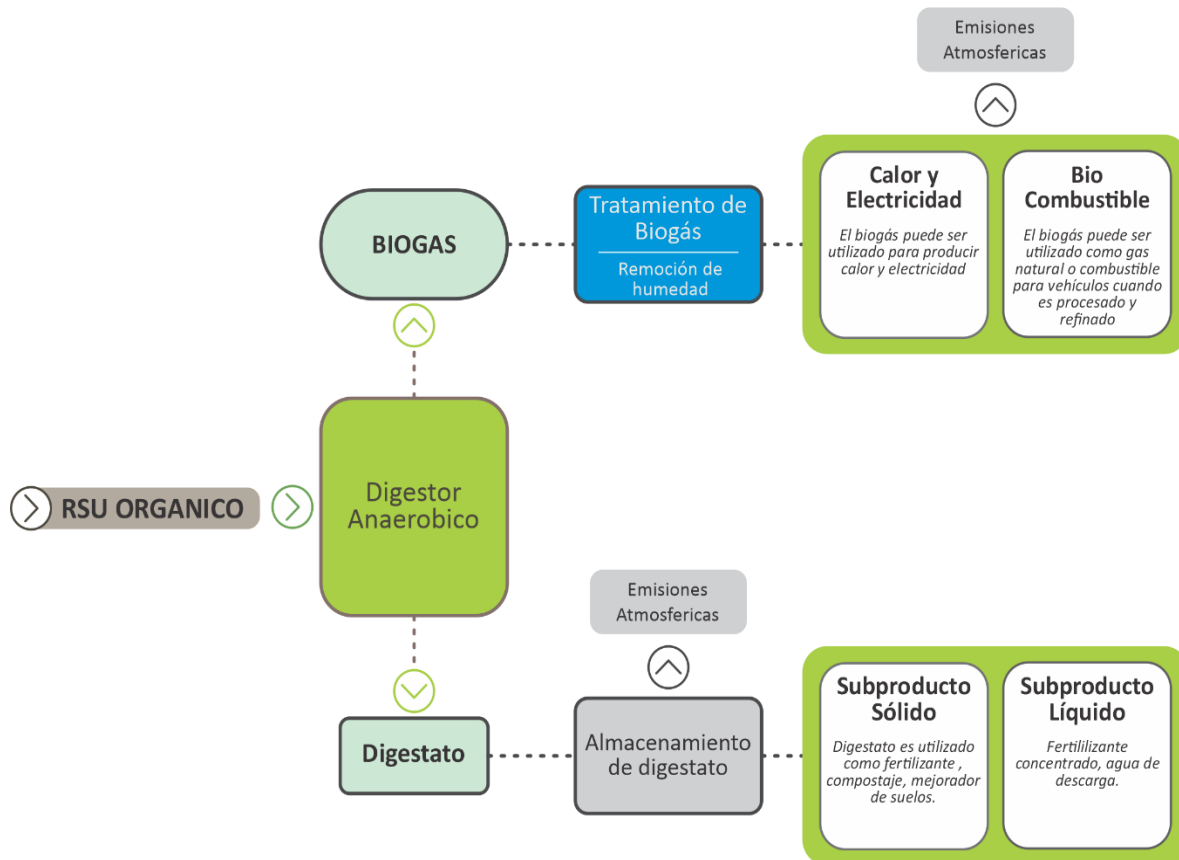 Emisiones
Atmosfericas
Calor y
Electricidad
El biogás puede ser
utilizado para producir
calor y electricidad
Bio
Combustible
El biogás puede ser
utilizado como gas
natural o combustible
para vehículos cuando
es procesado y
refinado
BIOGAS
Tratamiento de
Biogás
Remoción de
humedad
RSU ORGANICO
Digestor
Anaerobico
Emisiones
Atmosfericas
Digestato
Almacenamiento
de digestato
Subproducto
Sólido
Digestato es utilizado
como fertilizante ,
compostaje, mejorador
de suelos.
Subproducto
Líquido
Fertililizante
concentrado, agua de
descarga.